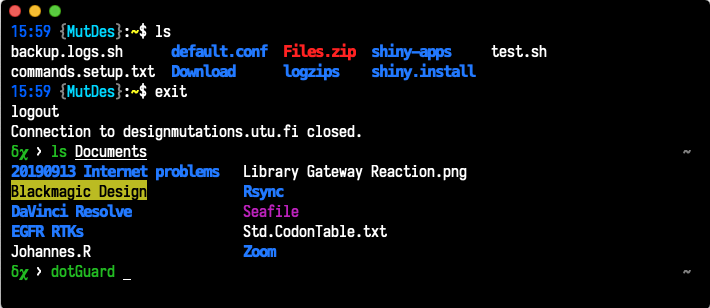 15:59 {MutDes}:~$ ls
backup.logs.sh default.conf Files.zip shiny-apps test.sh
commands.setup.txt Download logzips shiny.install
15:59 {MutDes}:~$ exit
logout
Connection to designmutations.utu.fi closed.
δχ › ls Documents ~
20190913 Internet problems Library Gateway Reaction.png
Blackmagic Design Rsync
DaVinci Resolve Seafile
EGFR RTKs Std.CodonTable.txt
Johannes.R Zoom
δχ › dotGuard _ ~